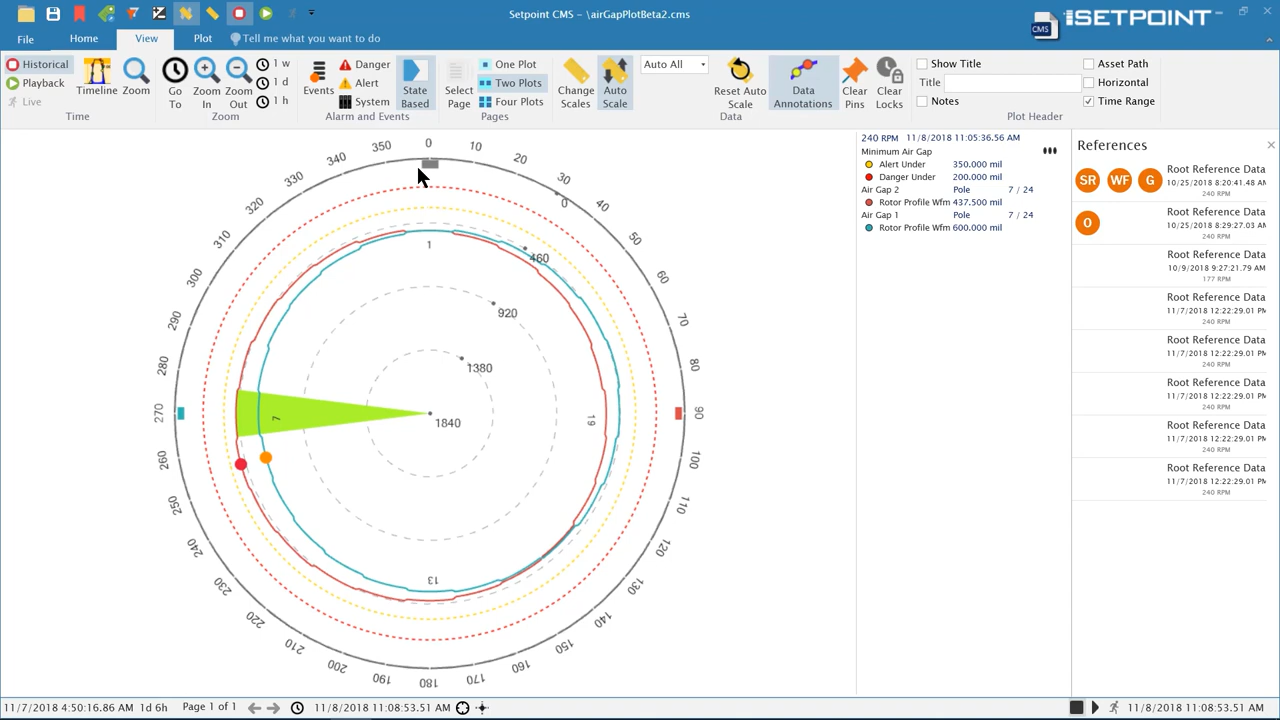 Setpoint CMS - \airGapPlotBeta2.cms
CMS
SETPOINT
File
Home
View
Plot
Tell me what you want to do
Historical
Playback
Live
Timeline
Zoom
Time
Go To
Zoom In
Zoom Out
1 w
1 d
1 h
Zoom
Events
Danger
Alert
System
State Based
Alarm and Events
Select Page
One Plot
Two Plots
Four Plots
Pages
Change Scales
Auto Scale
Auto All
Reset Auto Scale
Data Annotations
Clear Pins
Clear Locks
Data
Show Title
Title
Notes
Asset Path
Horizontal
Time Range
Plot Header
0
10
20
30
40
50
60
70
80
90
100
110
120
130
140
150
160
170
180
190
200
210
220
230
240
250
260
270
280
290
300
310
320
330
340
350
0
460
920
1380
1840
1
7
13
19
240 RPM 11/8/2018 11:05:36.56 AM
Minimum Air Gap
Alert Under 350.000 mil
Danger Under 200.000 mil
Air Gap 2 Pole 7 / 24
Rotor Profile Wfm 437.500 mil
Air Gap 1 Pole 7 / 24
Rotor Profile Wfm 600.000 mil
References
SR WF G
Root Reference Data
10/25/2018 8:20:41.48 AM
240 RPM
O
Root Reference Data
10/25/2018 8:29:27.03 AM
240 RPM
Root Reference Data
10/9/2018 9:27:21.79 AM
177 RPM
Root Reference Data
11/7/2018 12:22:29.01 PM
240 RPM
Root Reference Data
11/7/2018 12:22:29.01 PM
240 RPM
Root Reference Data
11/7/2018 12:22:29.01 PM
240 RPM
Root Reference Data
11/7/2018 12:22:29.01 PM
240 RPM
Root Reference Data
11/7/2018 12:22:29.01 PM
240 RPM
11/7/2018 4:50:16.86 AM 1d 6h
Page 1 of 1
11/8/2018 11:08:53.51 AM
11/8/2018 11:08:53.51 AM